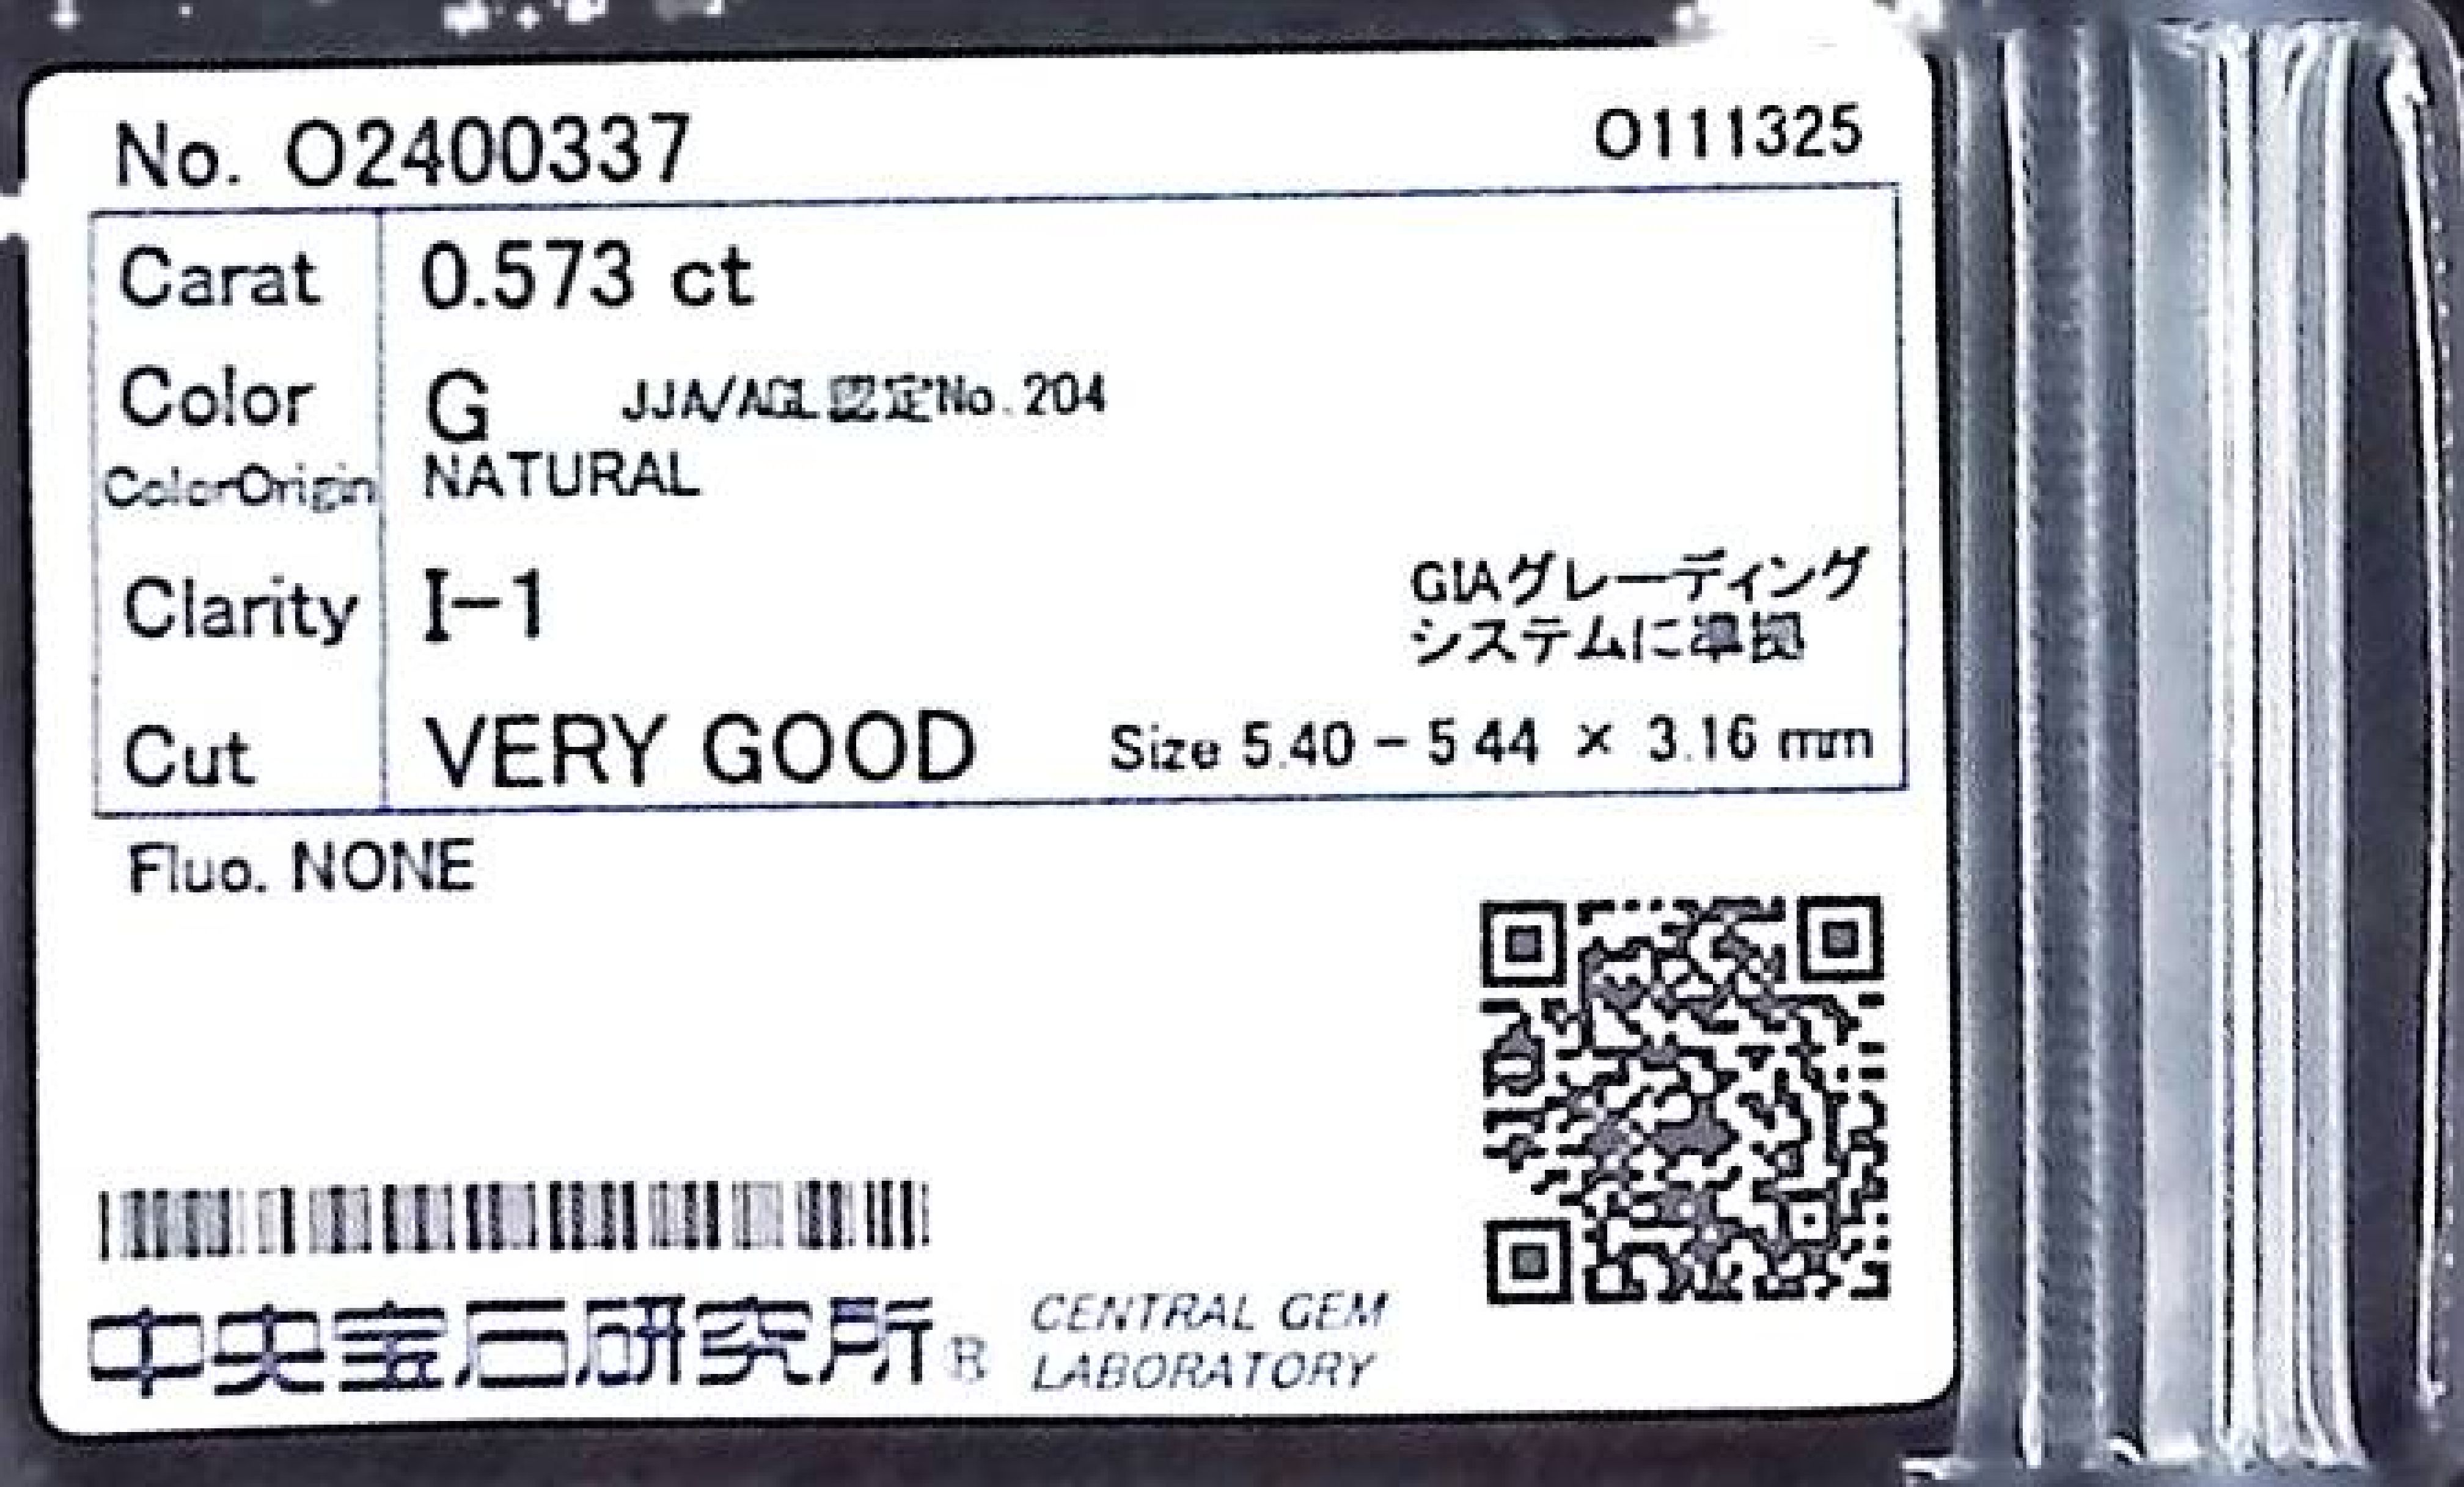 No. O2400337
O111325
Carat 0.573 ct
Color G JJA/AGL認定No.204
ColorOrigin NATURAL
Clarity I-1
GIAグレーディング
システムに準拠
Cut VERY GOOD Size 5.40 - 5.44 × 3.16 mm
Fluo. NONE
中央宝石研究所® CENTRAL GEM
LABORATORY